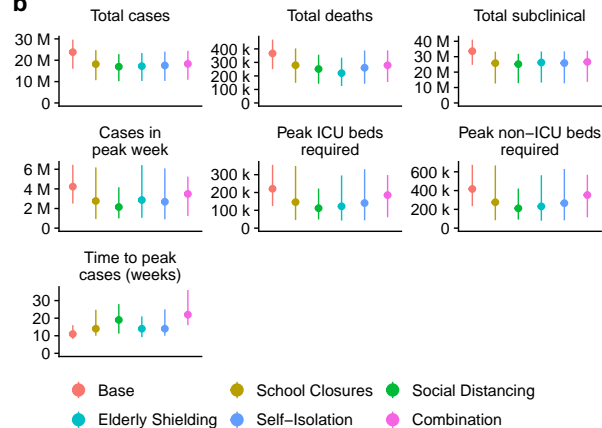 b
Total cases
Total deaths
Total subclinical
30 M
20 M
10 M
0
400 k
300 k
200 k
100 k
0
40 M
30 M
20 M
10 M
0
Cases in
peak week
Peak ICU beds
required
Peak non−ICU beds
required
6 M
4 M
2 M
0
300 k
200 k
100 k
0
600 k
400 k
200 k
0
Time to peak
cases (weeks)
30
20
10
0
Base
School Closures
Social Distancing
Elderly Shielding
Self−Isolation
Combination